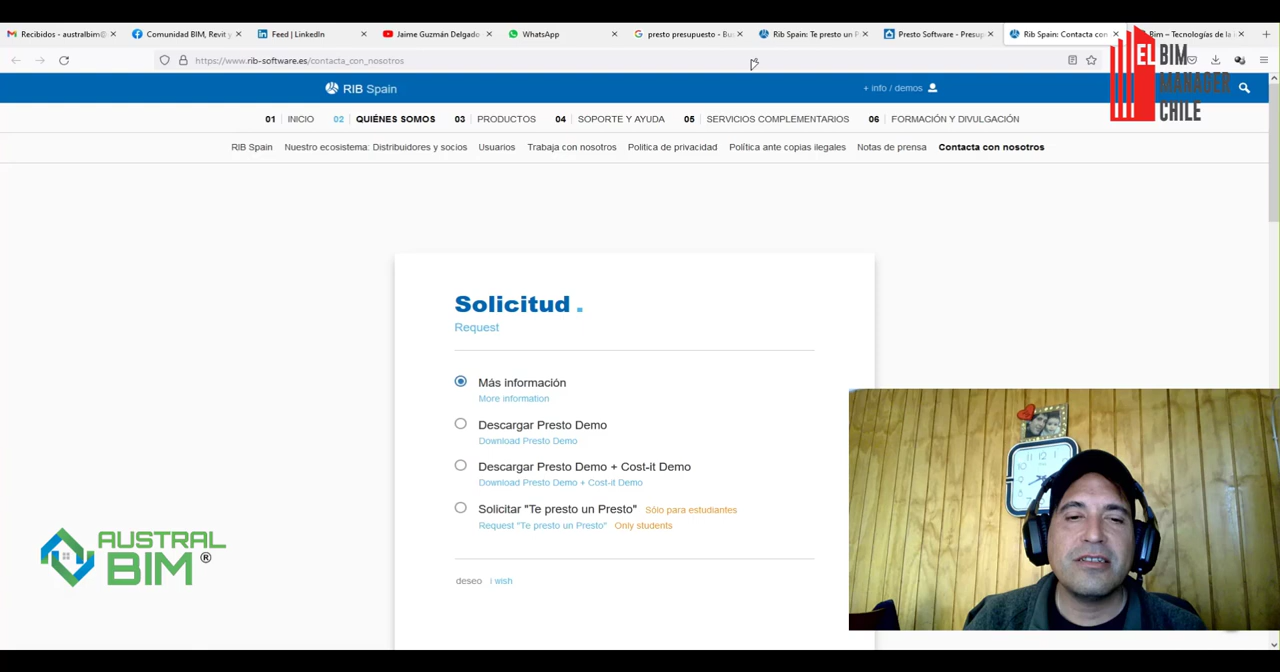 Recibidos - australbim@
Comunidad BIM, Revit y
Feed | LinkedIn
Jaime Guzmán Delgado
WhatsApp
presto presupuesto - Bu
Rib Spain: Te presto un P
Presto Software - Presup
Rib Spain: Contacta con
Bim – Tecnologías de la
https://www.rib-software.es/contacta_con_nosotros
EL BIM
MANAGER
CHILE
RIB Spain
+ info / demos
01 INICIO
02 QUIÉNES SOMOS
03 PRODUCTOS
04 SOPORTE Y AYUDA
05 SERVICIOS COMPLEMENTARIOS
06 FORMACIÓN Y DIVULGACIÓN
RIB Spain
Nuestro ecosistema: Distribuidores y socios
Usuarios
Trabaja con nosotros
Politica de privacidad
Política ante copias ilegales
Notas de prensa
Contacta con nosotros
Solicitud .
Request
Más información
More information
Descargar Presto Demo
Download Presto Demo
Descargar Presto Demo + Cost-it Demo
Download Presto Demo + Cost-it Demo
Solicitar "Te presto un Presto" Sólo para estudiantes
Request "Te presto un Presto" Only students
deseo i wish
AUSTRAL
BIM ®